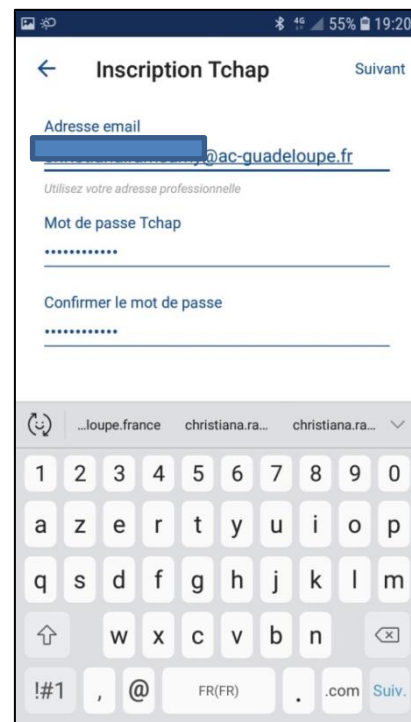 4G 55% 19:20
Inscription Tchap Suivant
Adresse email
@ac-guadeloupe.fr
Utilisez votre adresse professionnelle
Mot de passe Tchap
••••••••••••
Confirmer le mot de passe
••••••••••••
...loupe.france christiana.ra... christiana.ra...
1 2 3 4 5 6 7 8 9 0
a z e r t y u i o p
q s d f g h j k l m
w x c v b n
!#1 , @ FR(FR) . .com Suiv.